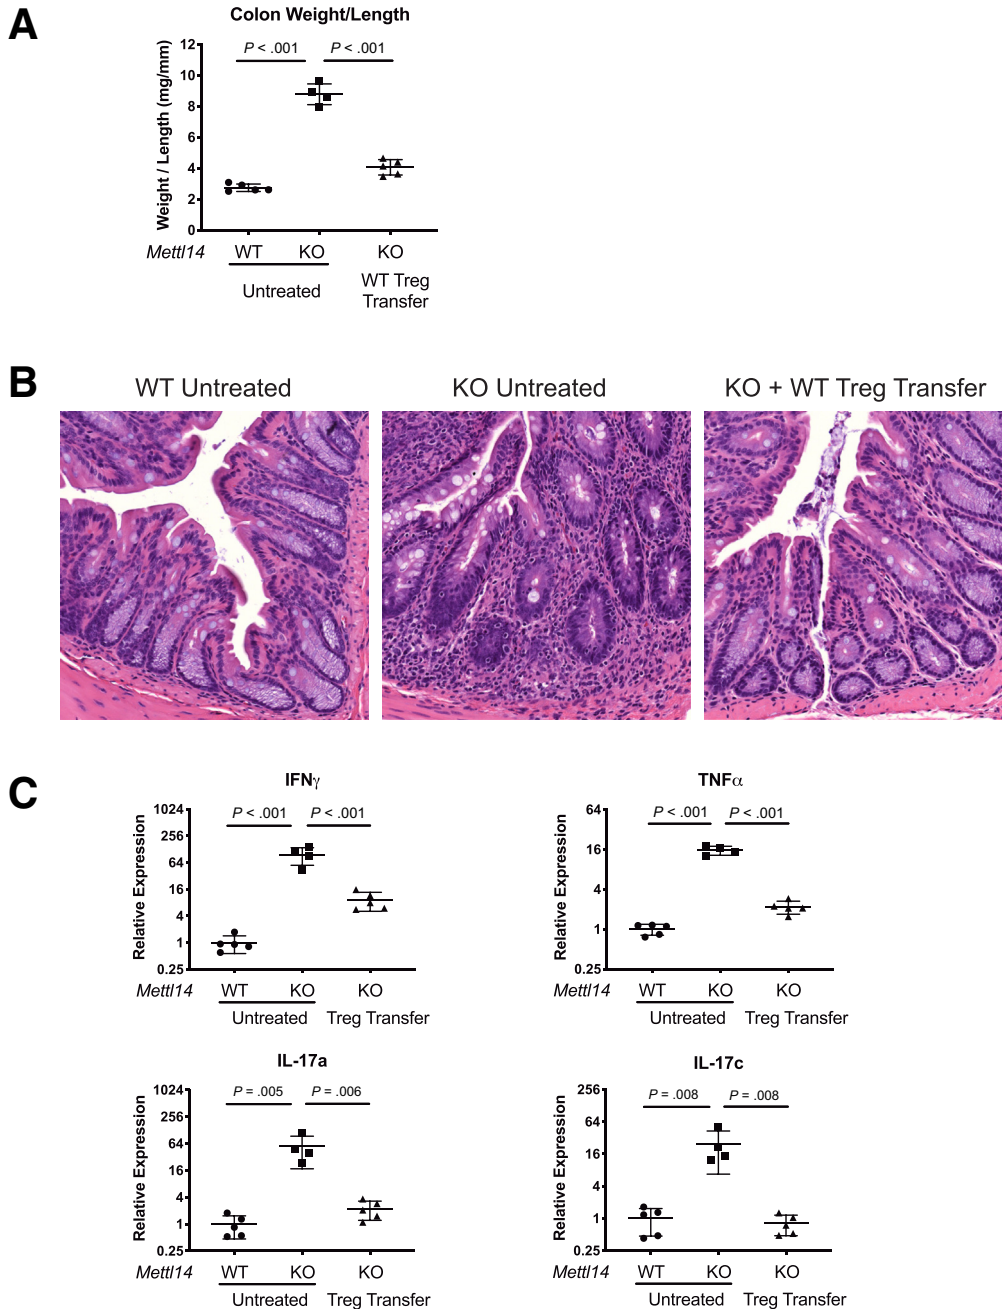 A
Colon Weight/Length
Weight / Length (mg/mm)
12
10
8
6
4
2
0
P < .001
P < .001
Mettl14
WT
KO
KO
Untreated
WT Treg
Transfer
B
WT Untreated
KO Untreated
KO + WT Treg Transfer
C
IFNγ
Relative Expression
1024
256
64
16
4
1
0.25
P < .001
P < .001
Mettl14
WT
KO
KO
Untreated
Treg Transfer
TNFα
Relative Expression
64
16
4
1
0.25
P < .001
P < .001
Mettl14
WT
KO
KO
Untreated
Treg Transfer
IL-17a
Relative Expression
1024
256
64
16
4
1
0.25
P = .005
P = .006
Mettl14
WT
KO
KO
Untreated
Treg Transfer
IL-17c
Relative Expression
256
64
16
4
1
0.25
P = .008
P = .008
Mettl14
WT
KO
KO
Untreated
Treg Transfer